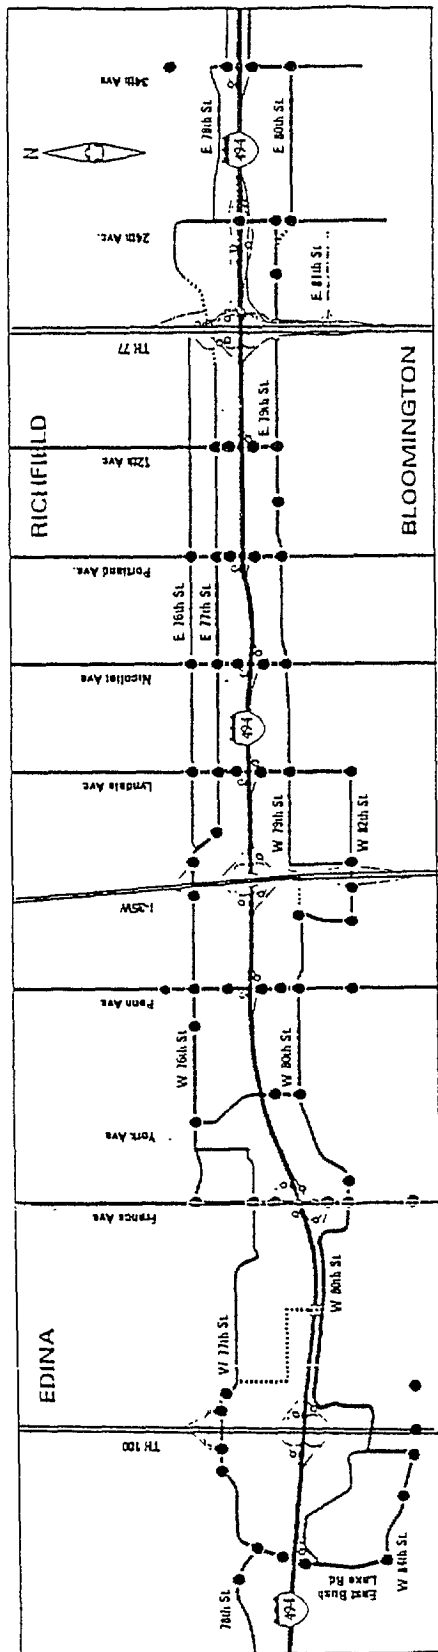 34th Ave
E 78th St.
494
E 80th St.
N
24th Ave.
E 81th St.
TH 77
RICHFIELD
E 79th St.
12th Ave.
BLOOMINGTON
Portland Ave.
E 76th St.
E 77th St.
Nicollet Ave
494
Lyndale Ave.
W 79th St.
W 82th St.
I-35W
Penn Ave
W 76th St.
W 80th St.
York Ave
France Ave
W 80th St.
EDINA
W 77th St.
TH 100
78th St.
494
East Bush
Lake Rd.
W 84th St.